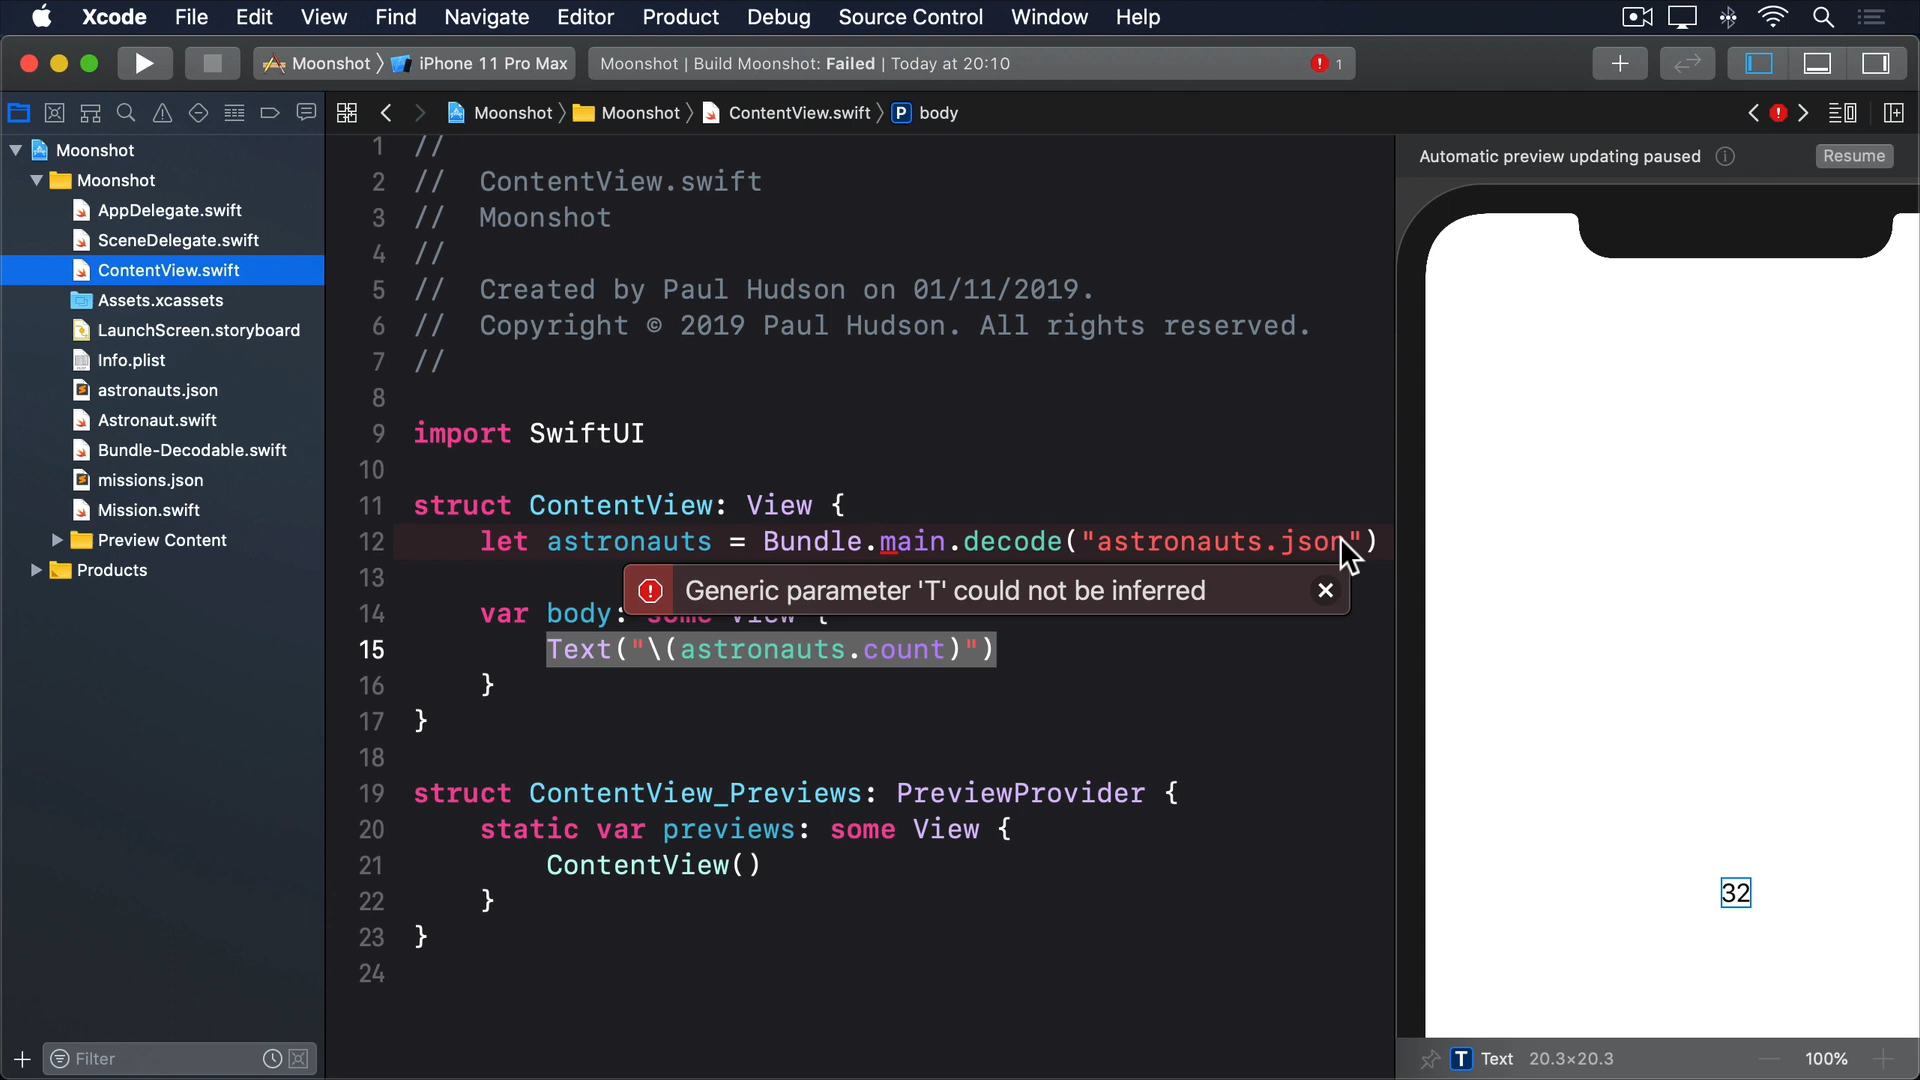 Xcode File Edit View Find Navigate Editor Product Debug Source Control Window Help
Moonshot iPhone 11 Pro Max
Moonshot | Build Moonshot: Failed | Today at 20:10
1
Moonshot Moonshot ContentView.swift P body
Moonshot
Moonshot
AppDelegate.swift
SceneDelegate.swift
ContentView.swift
Assets.xcassets
LaunchScreen.storyboard
Info.plist
astronauts.json
Astronaut.swift
Bundle-Decodable.swift
missions.json
Mission.swift
Preview Content
Products
Filter
1 //
2 //  ContentView.swift
3 //  Moonshot
4 //
5 //  Created by Paul Hudson on 01/11/2019.
6 //  Copyright © 2019 Paul Hudson. All rights reserved.
7 //
8
9 import SwiftUI
10
11 struct ContentView: View {
12     let astronauts = Bundle.main.decode("astronauts.json")
Generic parameter 'T' could not be inferred
13
14     var body: some View {
15         Text("\(astronauts.count)")
16     }
17 }
18
19 struct ContentView_Previews: PreviewProvider {
20     static var previews: some View {
21         ContentView()
22     }
23 }
24
Automatic preview updating paused
Resume
32
T Text 20.3×20.3
100%